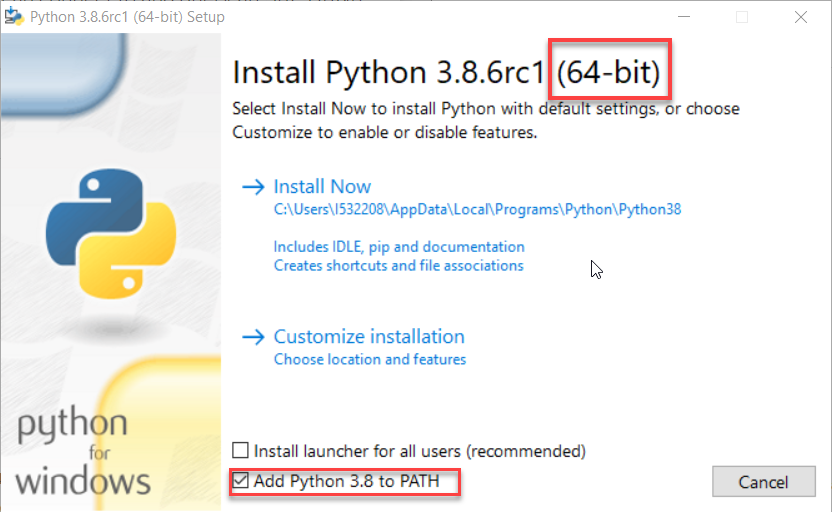 Python 3.8.6rc1 (64-bit) Setup
Install Python 3.8.6rc1 (64-bit)
Select Install Now to install Python with default settings, or choose
Customize to enable or disable features.
Install Now
C:\Users\I532208\AppData\Local\Programs\Python\Python38
Includes IDLE, pip and documentation
Creates shortcuts and file associations
Customize installation
Choose location and features
python
for
windows
Install launcher for all users (recommended)
Add Python 3.8 to PATH
Cancel